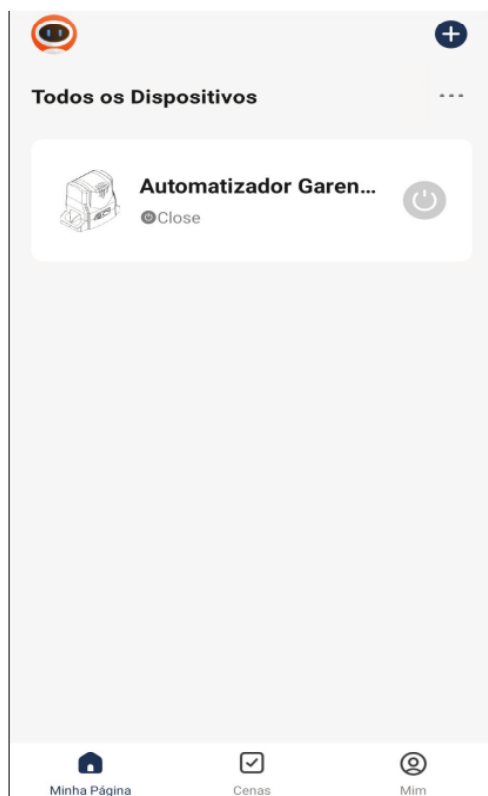 Todos os Dispositivos
Automatizador Garen...
Close
Minha Página
Cenas
Mim